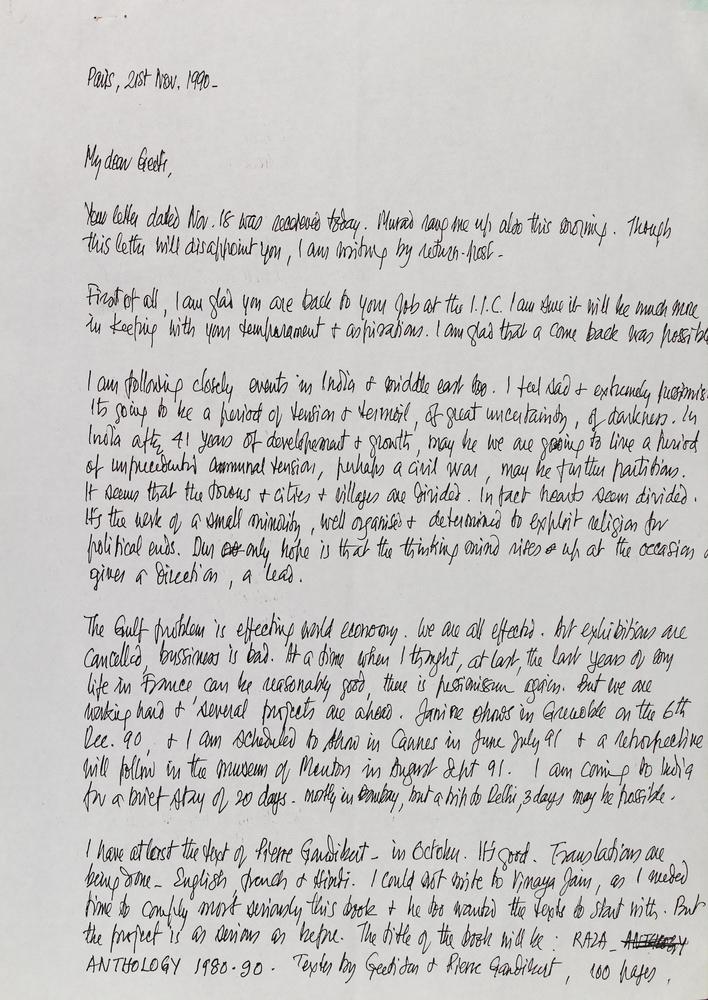 Paris, 21st Nov. 1990-
My dear Geeti,
Your letter dated Nov. 18 was received today. Murad rang me up also this morning. Though
this letter will disappoint you, I am writing by return-post-
First of all, I am glad you are back to your Job at the I.I.C. I am sure it will be much more
in keeping with your temparament + aspirations. I am glad that a come back was possible
I am following closely events in India + middle east too. I feel sad + extremely pessimis
Its going to be a period of tension + termoil, of great uncertainty, of darkness. In
India after 41 years of developement + growth, may be we are going to live a period
of unprecedented communal tension, perhaps a civil war, may be further partitions.
It seems that the towns + cities + villages are divided. In fact hearts seem divided.
It's the work of a small minority, well organised + determined to exploit religion for
political ends. Our only hope is that the thinking mind rises up at the occasion
gives a direction, a lead.
The Gulf problem is effecting world economy. We are all effected. Art exhibitions are
cancelled, bussiness is bad. At a time when I thought, at last, the last years of my
life in France can be reasonably good, there is pessimissm again. But we are
working hard + several projects are ahead. Janine shows in Grenoble on the 6th
Dec. 90, + I am scheduled to show in Cannes in June July 91 + a retrospective
will follow in the museum of Menton in August Sept 91. I am coming to India
for a brief stay of 20 days - mostly in Bombay, but a trip to Delhi, 3 days may be possible.
I have at last the text of Pierre Gaudibert - in October. It's good. Translations are
being done - English, french + Hindi. I could not write to Vinaya Jain, as I needed
time to comply most seriously this book + he too wanted the texts to start with. But
the project is as serious as before. The title of the book will be: RAZA - ANTHOLOGY
ANTHOLOGY 1980-90. Textes by Geeti Sen + Pierre Gaudibert, 100 pages,